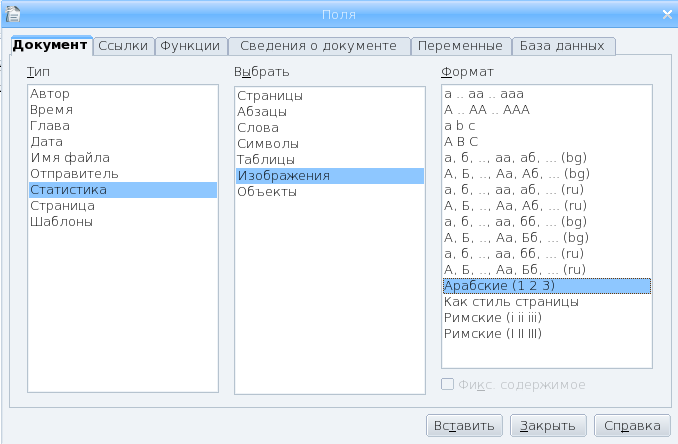 Поля
Документ Ссылки Функции Сведения о документе Переменные База данных
Тип
Автор
Время
Глава
Дата
Имя файла
Отправитель
Статистика
Страница
Шаблоны
Выбрать
Страницы
Абзацы
Слова
Символы
Таблицы
Изображения
Объекты
Формат
a .. aa .. aaa
A .. AA .. AAA
a b c
A B C
а, б, .., аа, аб, ... (bg)
А, Б, .., Аа, Аб, ... (bg)
а, б, .., аа, аб, ... (ru)
А, Б, .., Аа, Аб, ... (ru)
а, б, .., аа, бб, ... (bg)
А, Б, .., Аа, Бб, ... (bg)
а, б, .., аа, бб, ... (ru)
А, Б, .., Аа, Бб, ... (ru)
Арабские (1 2 3)
Как стиль страницы
Римские (i ii iii)
Римские (I II III)
Фикс. содержимое
Вставить Закрыть Справка